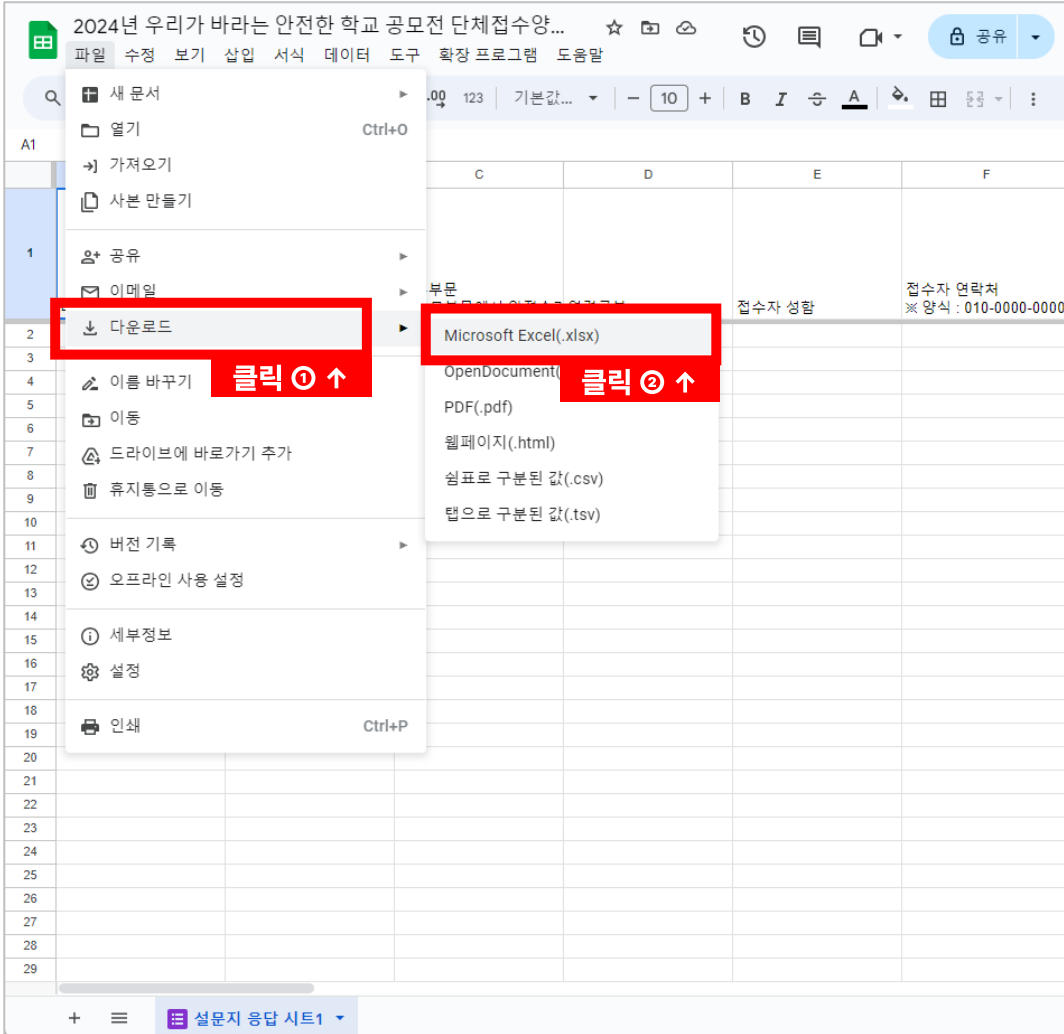 2024년 우리가 바라는 안전한 학교 공모전 단체접수양...
공유
파일 수정 보기 삽입 서식 데이터 도구 확장 프로그램 도움말
.00 123 기본값... 10 B I A
A1
C D E F
새 문서
열기 Ctrl+O
가져오기
사본 만들기
공유
이메일
다운로드
클릭 ① ↑
이름 바꾸기
이동
드라이브에 바로가기 추가
휴지통으로 이동
버전 기록
오프라인 사용 설정
세부정보
설정
인쇄 Ctrl+P
Microsoft Excel(.xlsx)
클릭 ② ↑
OpenDocument(
PDF(.pdf)
웹페이지(.html)
쉼표로 구분된 값(.csv)
탭으로 구분된 값(.tsv)
부문
접수자 성함
접수자 연락처
※ 양식 : 010-0000-0000
1
2
3
4
5
6
7
8
9
10
11
12
13
14
15
16
17
18
19
20
21
22
23
24
25
26
27
28
29
설문지 응답 시트1